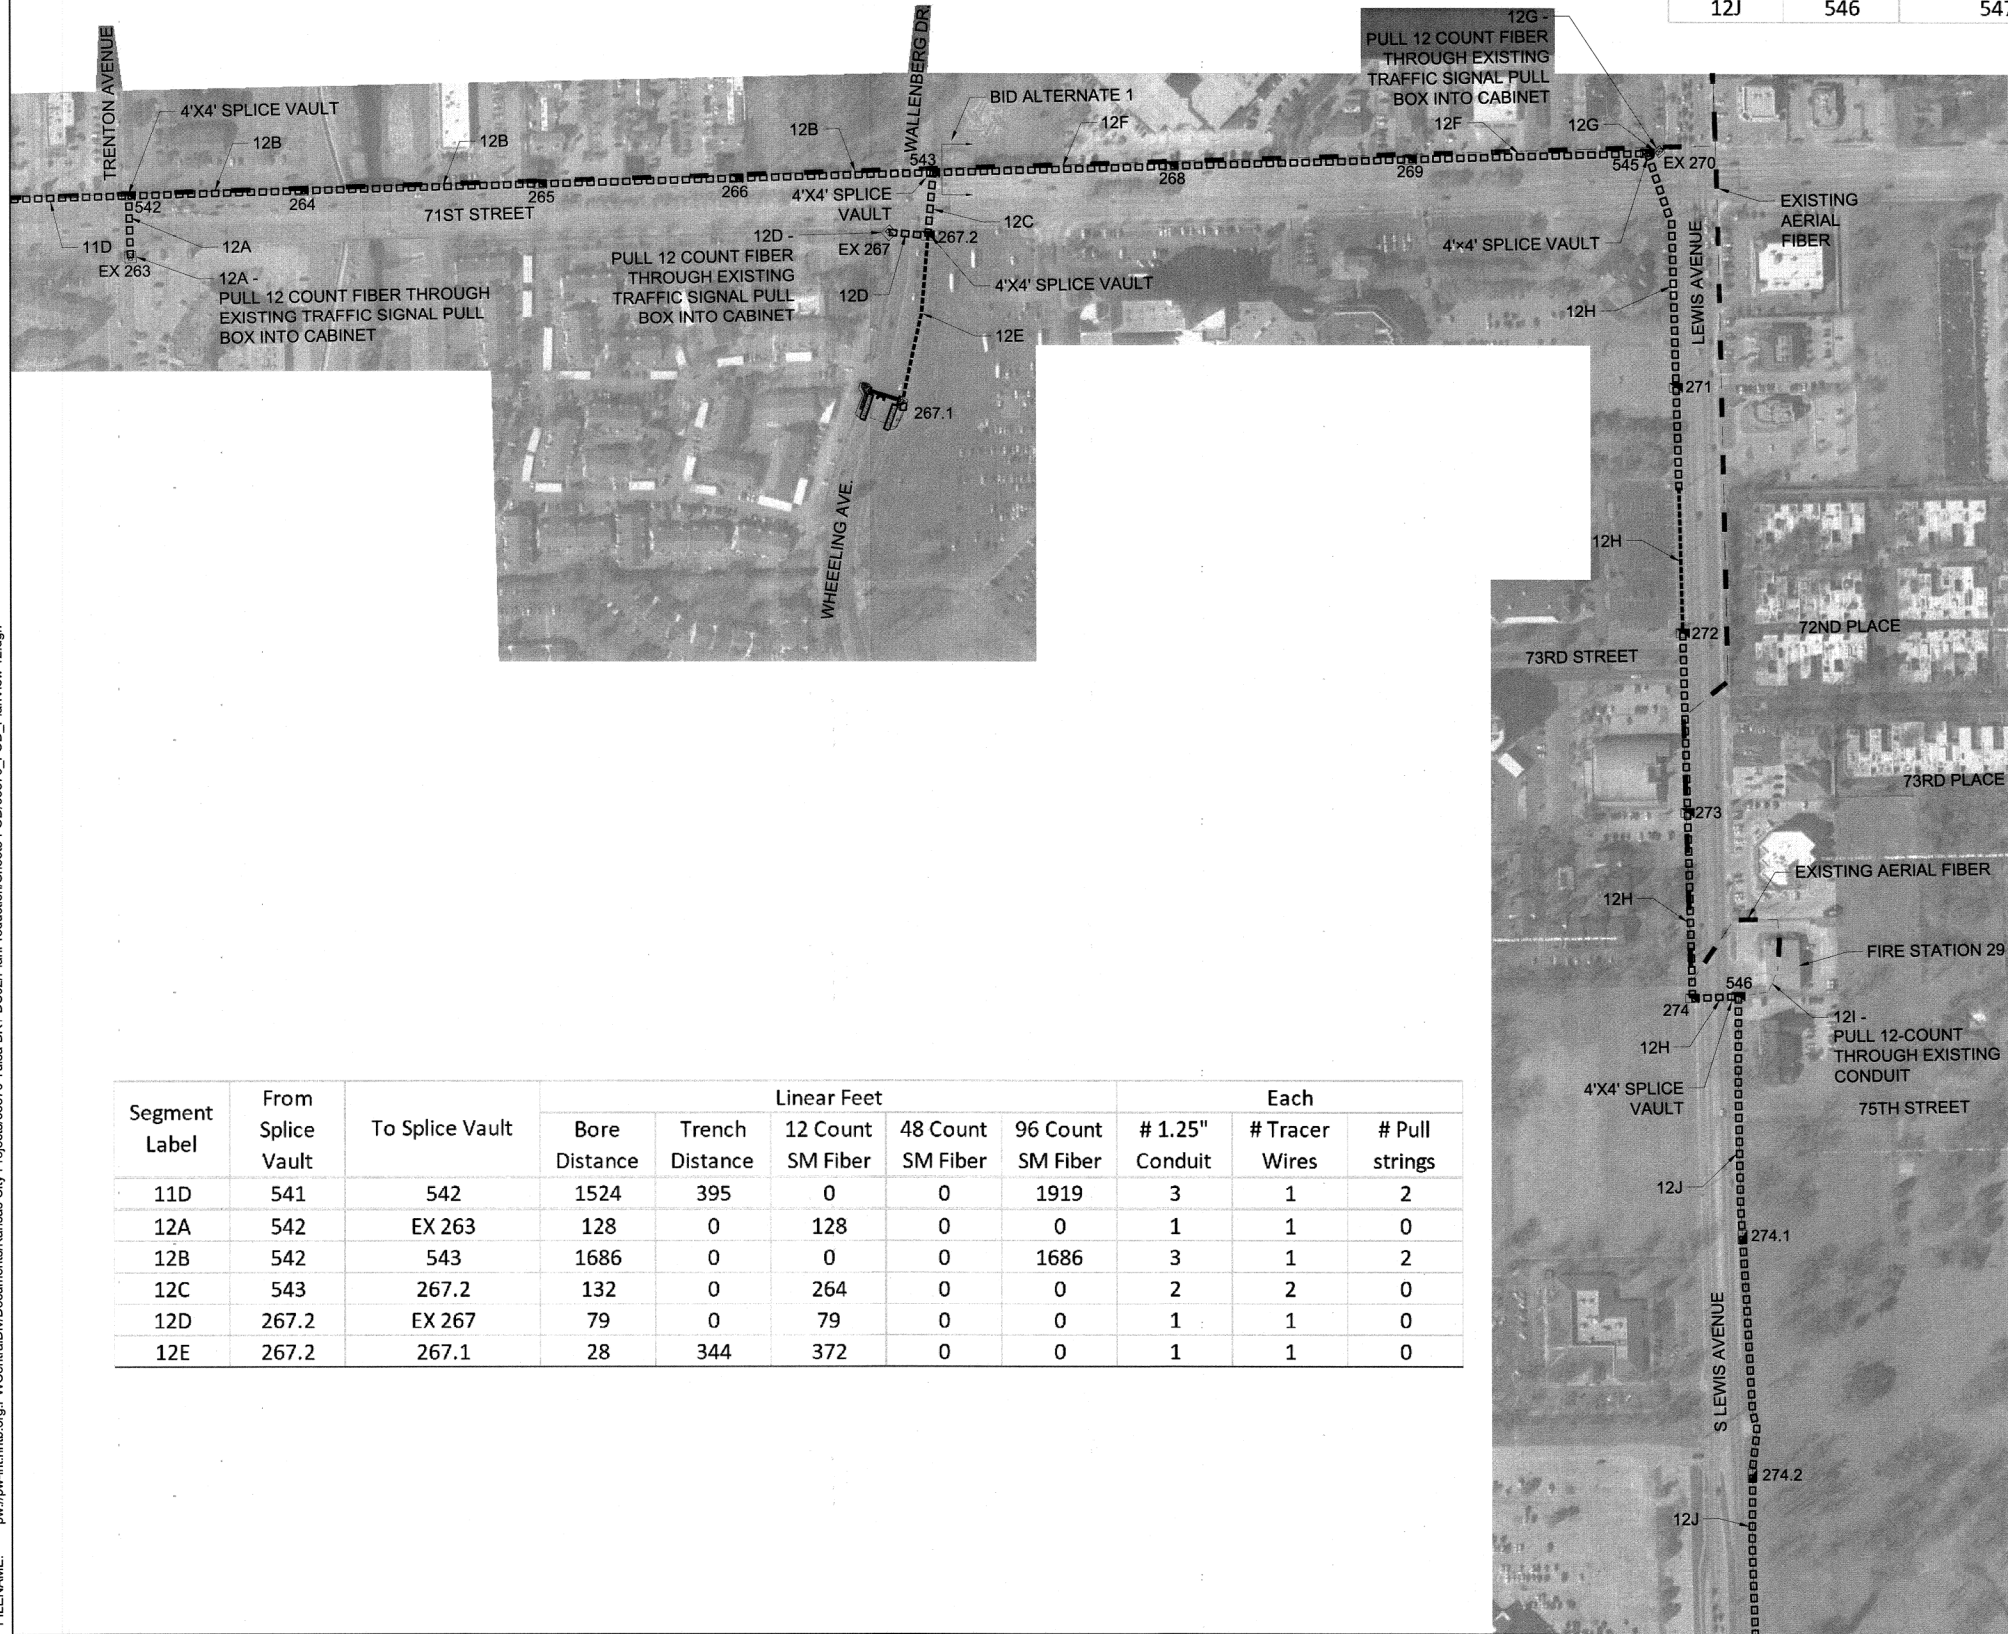 12J 546 547
12G -
PULL 12 COUNT FIBER
THROUGH EXISTING
TRAFFIC SIGNAL PULL
BOX INTO CABINET
TRENTON AVENUE
4'X4' SPLICE VAULT
12B
12B
12B
WALLENBERG DR.
BID ALTERNATE 1
12F
12F
12G
542
264
265
266
543
268
269
545
EX 270
71ST STREET
11D
12A
EX 263
12A -
PULL 12 COUNT FIBER THROUGH
EXISTING TRAFFIC SIGNAL PULL
BOX INTO CABINET
4'X4' SPLICE
VAULT
12C
12D -
EX 267
267.2
PULL 12 COUNT FIBER
THROUGH EXISTING
TRAFFIC SIGNAL PULL
BOX INTO CABINET
12D
4'X4' SPLICE VAULT
12E
267.1
WHEEELING AVE.
4'x4' SPLICE VAULT
EXISTING
AERIAL
FIBER
LEWIS AVENUE
12H
271
12H
272
72ND PLACE
73RD STREET
73RD PLACE
273
EXISTING AERIAL FIBER
12H
FIRE STATION 29
546
274
12I -
PULL 12-COUNT
THROUGH EXISTING
CONDUIT
12H
4'X4' SPLICE
VAULT
75TH STREET
12J
274.1
S LEWIS AVENUE
274.2
12J
Segment Label From Splice Vault To Splice Vault Linear Feet Each
Bore Distance Trench Distance 12 Count SM Fiber 48 Count SM Fiber 96 Count SM Fiber # 1.25" Conduit # Tracer Wires # Pull strings
11D 541 542 1524 395 0 0 1919 3 1 2
12A 542 EX 263 128 0 128 0 0 1 1 0
12B 542 543 1686 0 0 0 1686 3 1 2
12C 543 267.2 132 0 264 0 0 2 2 0
12D 267.2 EX 267 79 0 79 0 0 1 1 0
12E 267.2 267.1 28 344 372 0 0 1 1 0